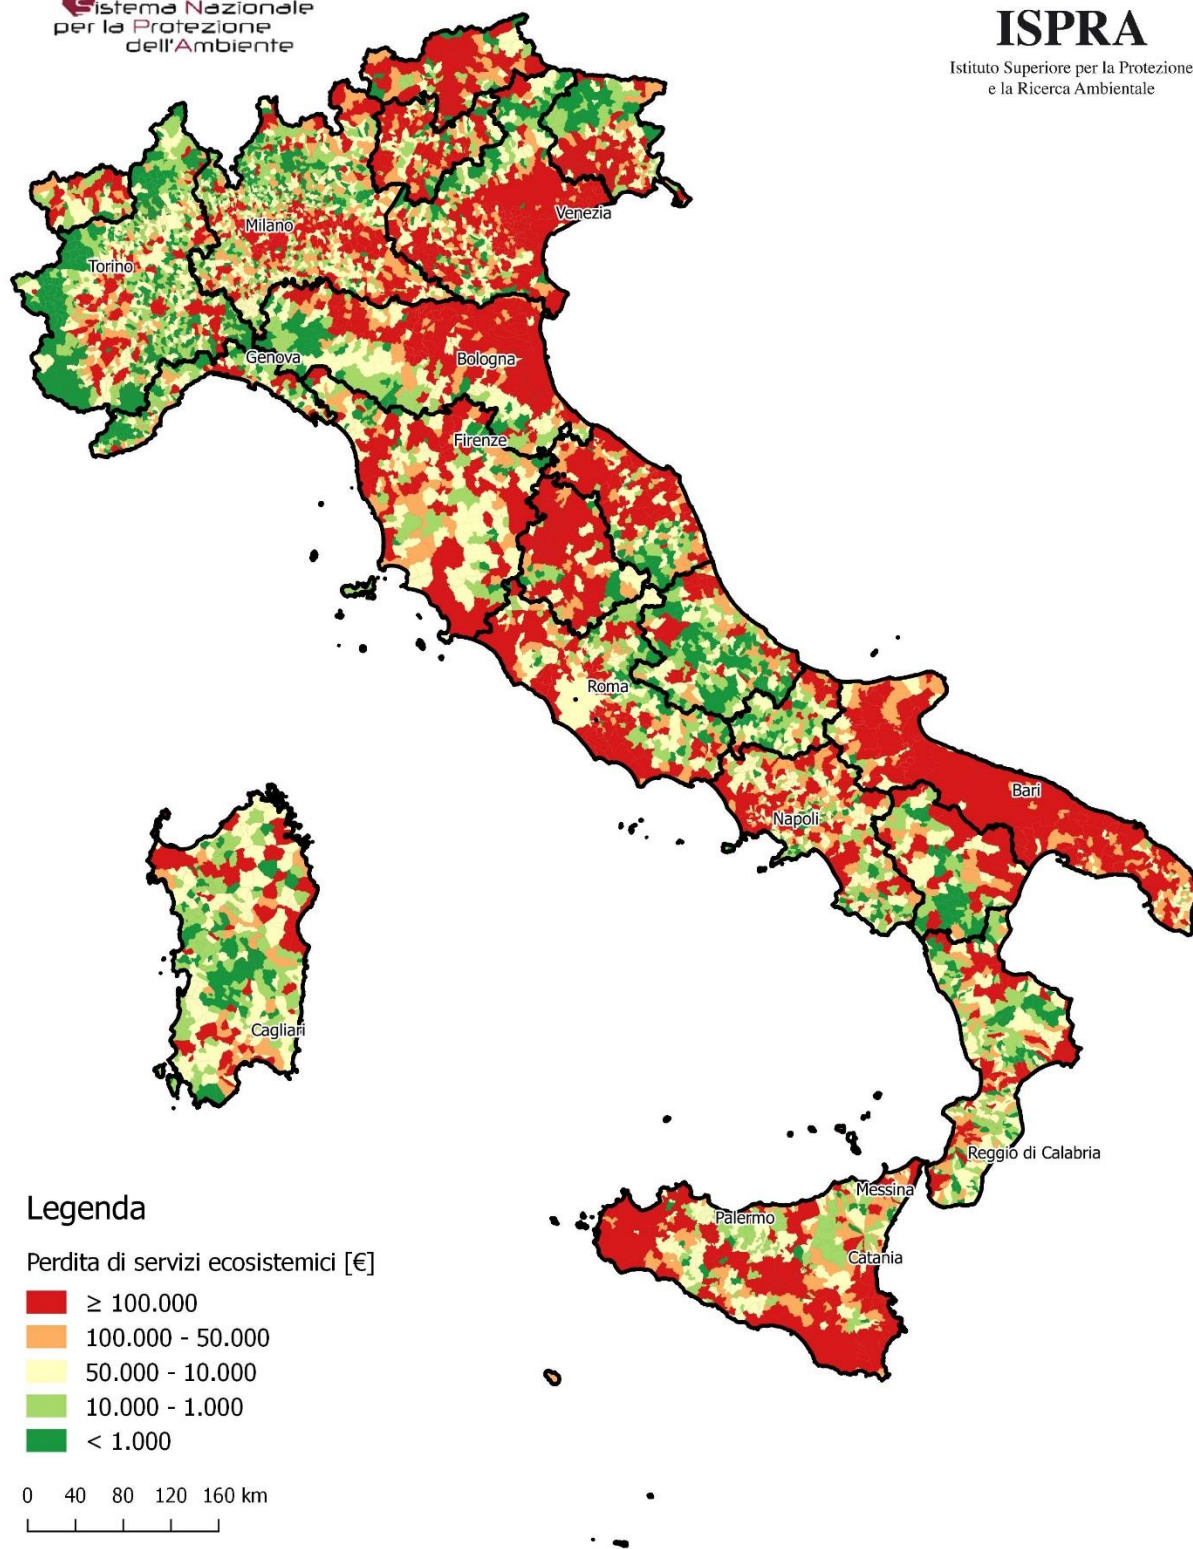 Sistema Nazionale
per la Protezione
dell'Ambiente
ISPRA
Istituto Superiore per la Protezione
e la Ricerca Ambientale
Venezia
Milano
Torino
Genova
Bologna
Firenze
Roma
Bari
Napoli
Cagliari
Reggio di Calabria
Messina
Palermo
Catania
Legenda
Perdita di servizi ecosistemici [€]
≥ 100.000
100.000 - 50.000
50.000 - 10.000
10.000 - 1.000
< 1.000
0 40 80 120 160 km